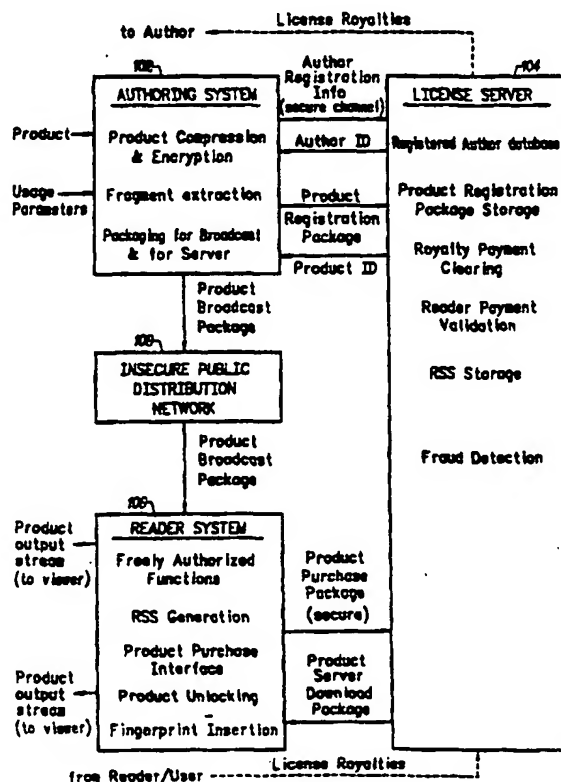 License Royalties
to Author
102
AUTHORING SYSTEM
Product Compression
& Encryption
Fragment extraction
Packaging for Broadcast
& for Server
Product
Usage
Parameters
Author
Registration
Info
(secure channel)
Author ID
Product
Registration
Package
Product ID
104
LICENSE SERVER
Registered Author database
Product Registration
Package Storage
Royalty Payment
Clearing
Reader Payment
Validation
RSS Storage
Fraud Detection
Product
Broadcast
Package
108
INSECURE PUBLIC
DISTRIBUTION
NETWORK
Product
Broadcast
Package
106
READER SYSTEM
Freely Authorized
Functions
RSS Generation
Product Purchase
Interface
Product Unlocking
Fingerprint Insertion
Product
output
stream
(to viewer)
Product
output
stream
(to viewer)
Product
Purchase
Package
(secure)
Product
Server
Download
Package
License Royalties
from Reader/User